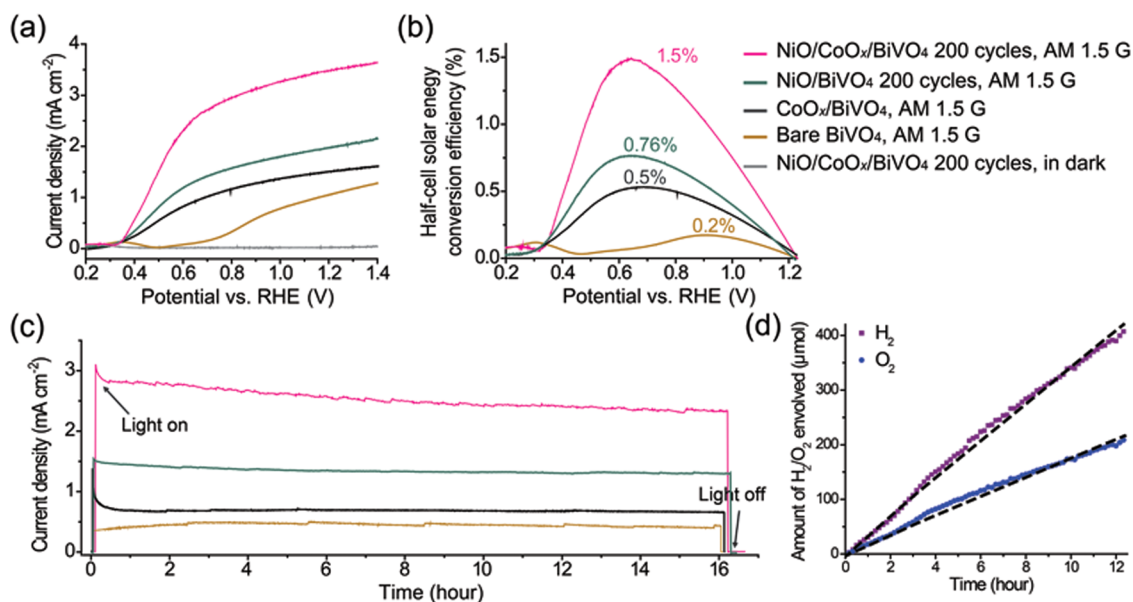 (a)
Current density (mA cm⁻²)
4
3
2
1
0
0.2 0.4 0.6 0.8 1.0 1.2 1.4
Potential vs. RHE (V)
(b)
Half-cell solar enegy
conversion efficiency (%)
1.50
1.0
0.50
0.0
1.5%
0.76%
0.5%
0.2%
0.2 0.4 0.6 0.8 1.0 1.2
Potential vs. RHE (V)
NiO/CoOₓ/BiVO₄ 200 cycles, AM 1.5 G
NiO/BiVO₄ 200 cycles, AM 1.5 G
CoOₓ/BiVO₄, AM 1.5 G
Bare BiVO₄, AM 1.5 G
NiO/CoOₓ/BiVO₄ 200 cycles, in dark
(c)
Current density (mA cm⁻²)
3
2
1
0
Light on
Light off
0 2 4 6 8 10 12 14 16
Time (hour)
(d)
Amount of H₂/O₂ envolved (μmol)
400
300
200
100
0
H₂
O₂
0 2 4 6 8 10 12
Time (hour)